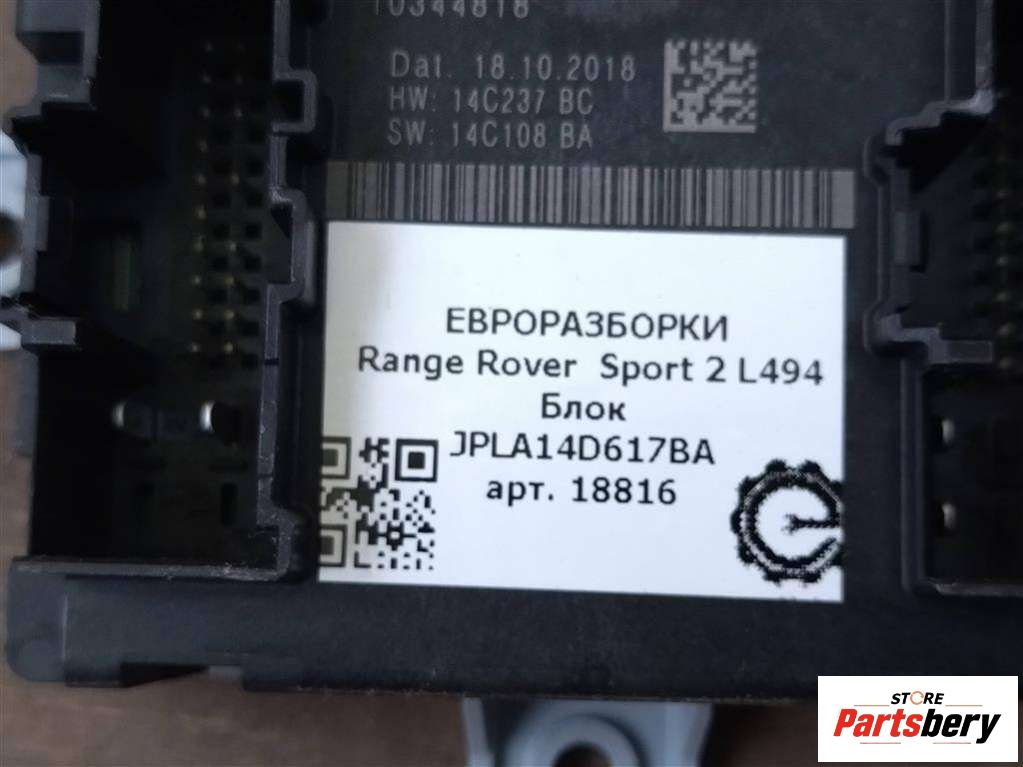 10344818
Dat. 18.10.2018
HW: 14C237 BC
SW: 14C108 BA
ЕВРОРАЗБОРКИ
Range Rover Sport 2 L494
Блок
JPLA14D617BA
арт. 18816
STORE
Partsbery